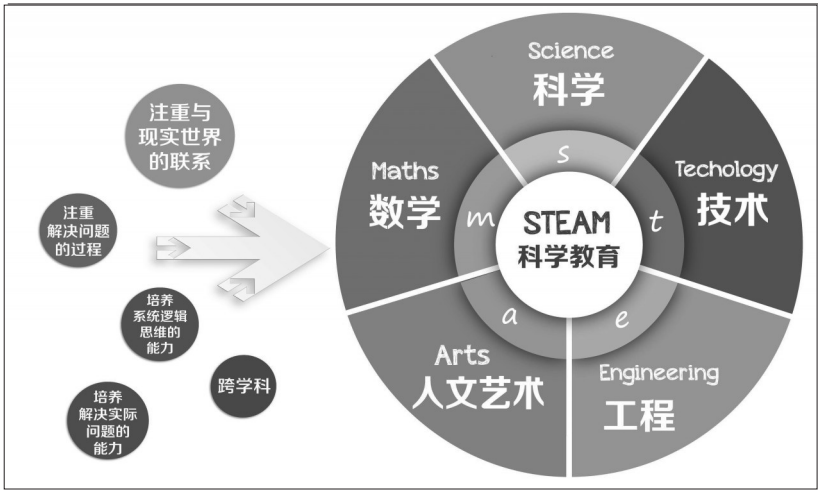 注重与
现实世界
的联系
注重
解决问题
的过程
培养
系统逻辑
思维的
能力
跨学科
培养
解决实际
问题的
能力
Science
科学
Techology
技术
Engineering
工程
Arts
人文艺术
Maths
数学
s
t
e
a
m
STEAM
科学教育